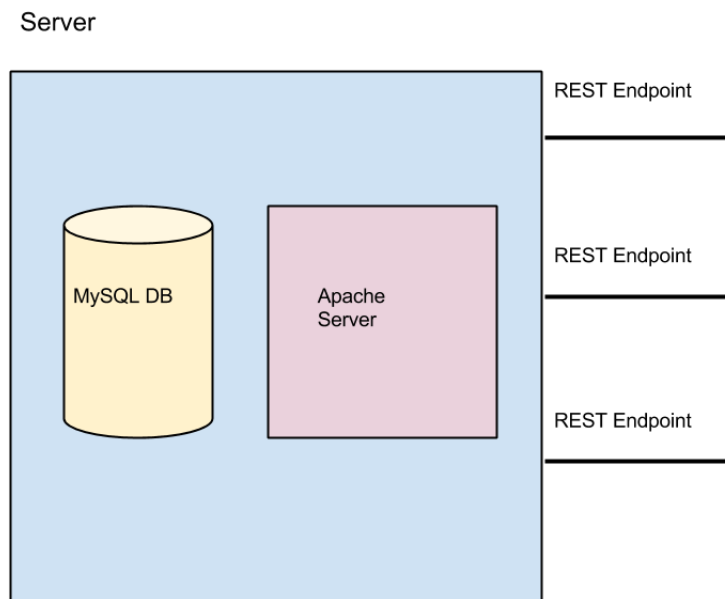 Server
REST Endpoint
REST Endpoint
MySQL DB
Apache
Server
REST Endpoint